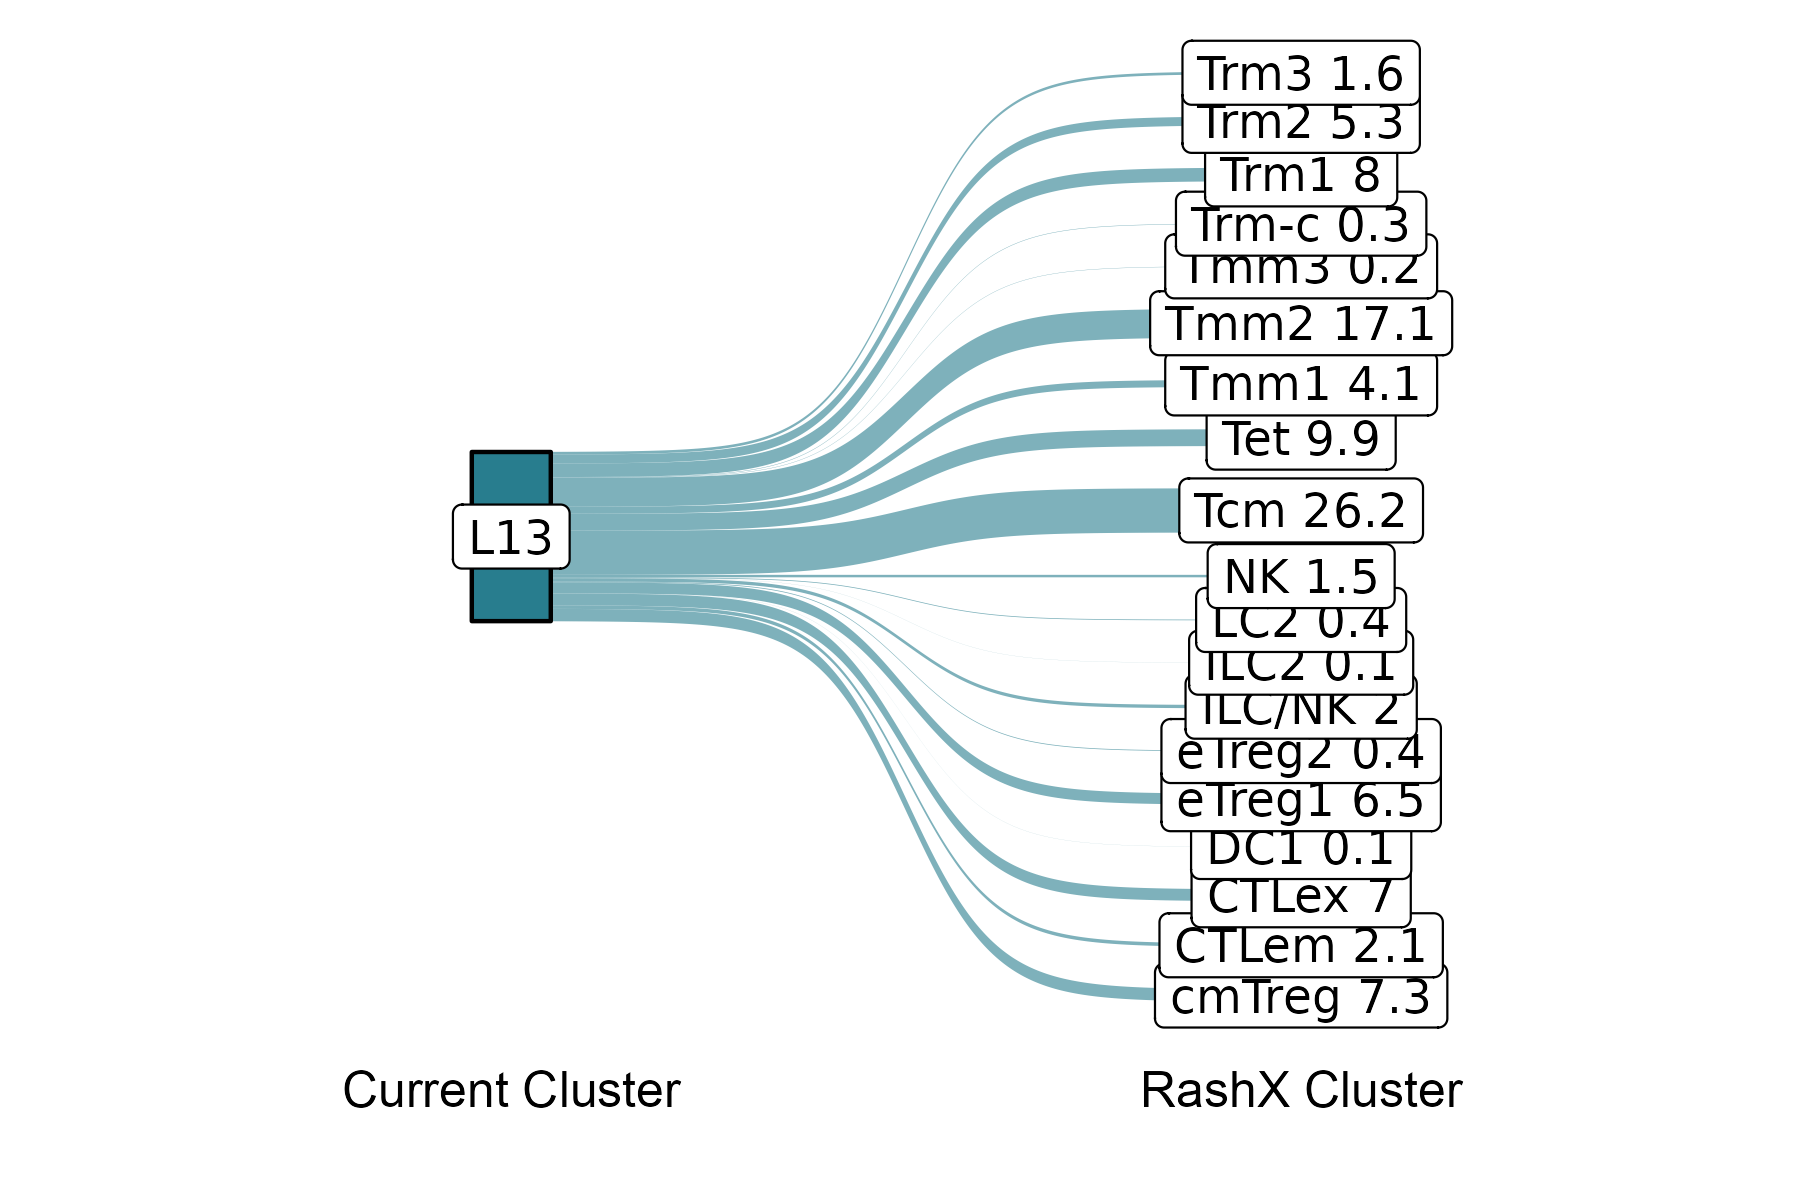 Trm3 1.6
Trm2 5.3
Trm1 8
Trm-c 0.3
Tmm3 0.2
Tmm2 17.1
Tmm1 4.1
Tet 9.9
Tcm 26.2
L13
NK 1.5
LC2 0.4
ILC2 0.1
ILC/NK 2
eTreg2 0.4
eTreg1 6.5
DC1 0.1
CTLex 7
CTLem 2.1
cmTreg 7.3
Current Cluster
RashX Cluster